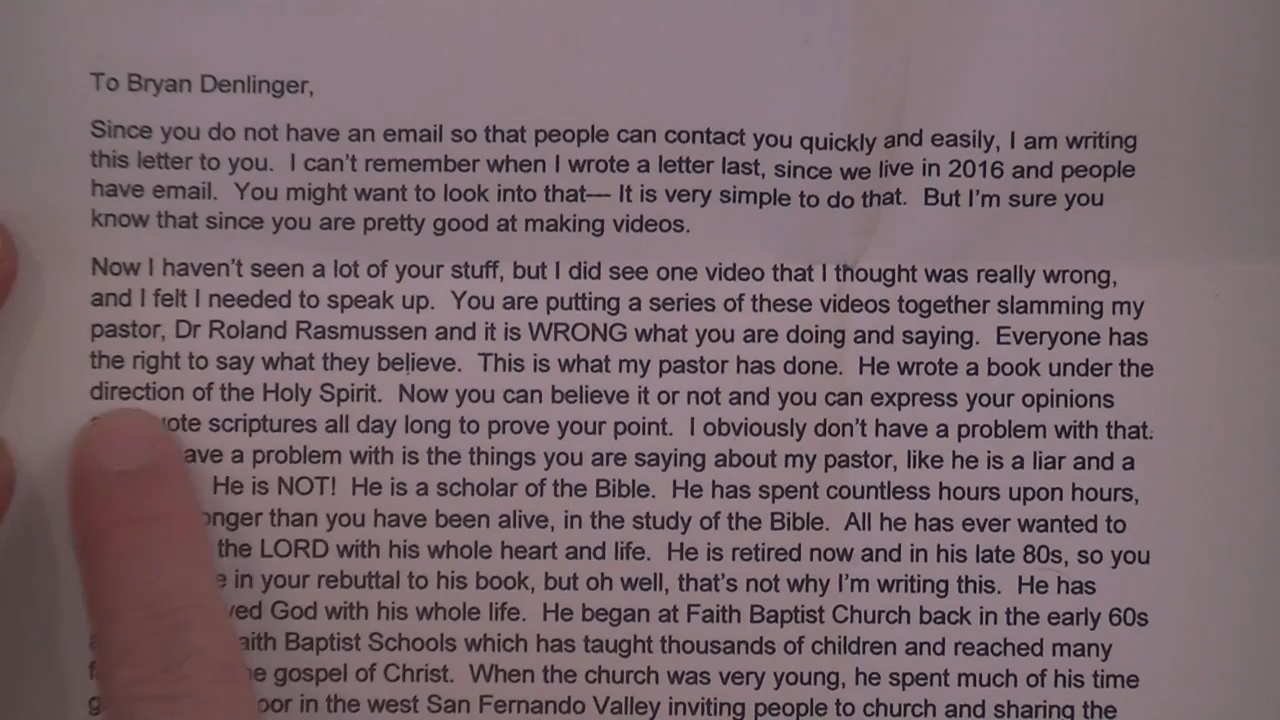 To Bryan Denlinger,
Since you do not have an email so that people can contact you quickly and easily, I am writing
this letter to you.  I can't remember when I wrote a letter last, since we live in 2016 and people
have email.  You might want to look into that— It is very simple to do that.  But I'm sure you
know that since you are pretty good at making videos.
Now I haven't seen a lot of your stuff, but I did see one video that I thought was really wrong,
and I felt I needed to speak up.  You are putting a series of these videos together slamming my
pastor, Dr Roland Rasmussen and it is WRONG what you are doing and saying.  Everyone has
the right to say what they believe.  This is what my pastor has done.  He wrote a book under the
direction of the Holy Spirit.  Now you can believe it or not and you can express your opinions
scriptures all day long to prove your point.  I obviously don't have a problem with that.
a problem with is the things you are saying about my pastor, like he is a liar and a
He is NOT!  He is a scholar of the Bible.  He has spent countless hours upon hours,
than you have been alive, in the study of the Bible.  All he has ever wanted to
the LORD with his whole heart and life.  He is retired now and in his late 80s, so you
in your rebuttal to his book, but oh well, that's not why I'm writing this.  He has
God with his whole life.  He began at Faith Baptist Church back in the early 60s
Baptist Schools which has taught thousands of children and reached many
gospel of Christ.  When the church was very young, he spent much of his time
in the west San Fernando Valley inviting people to church and sharing the